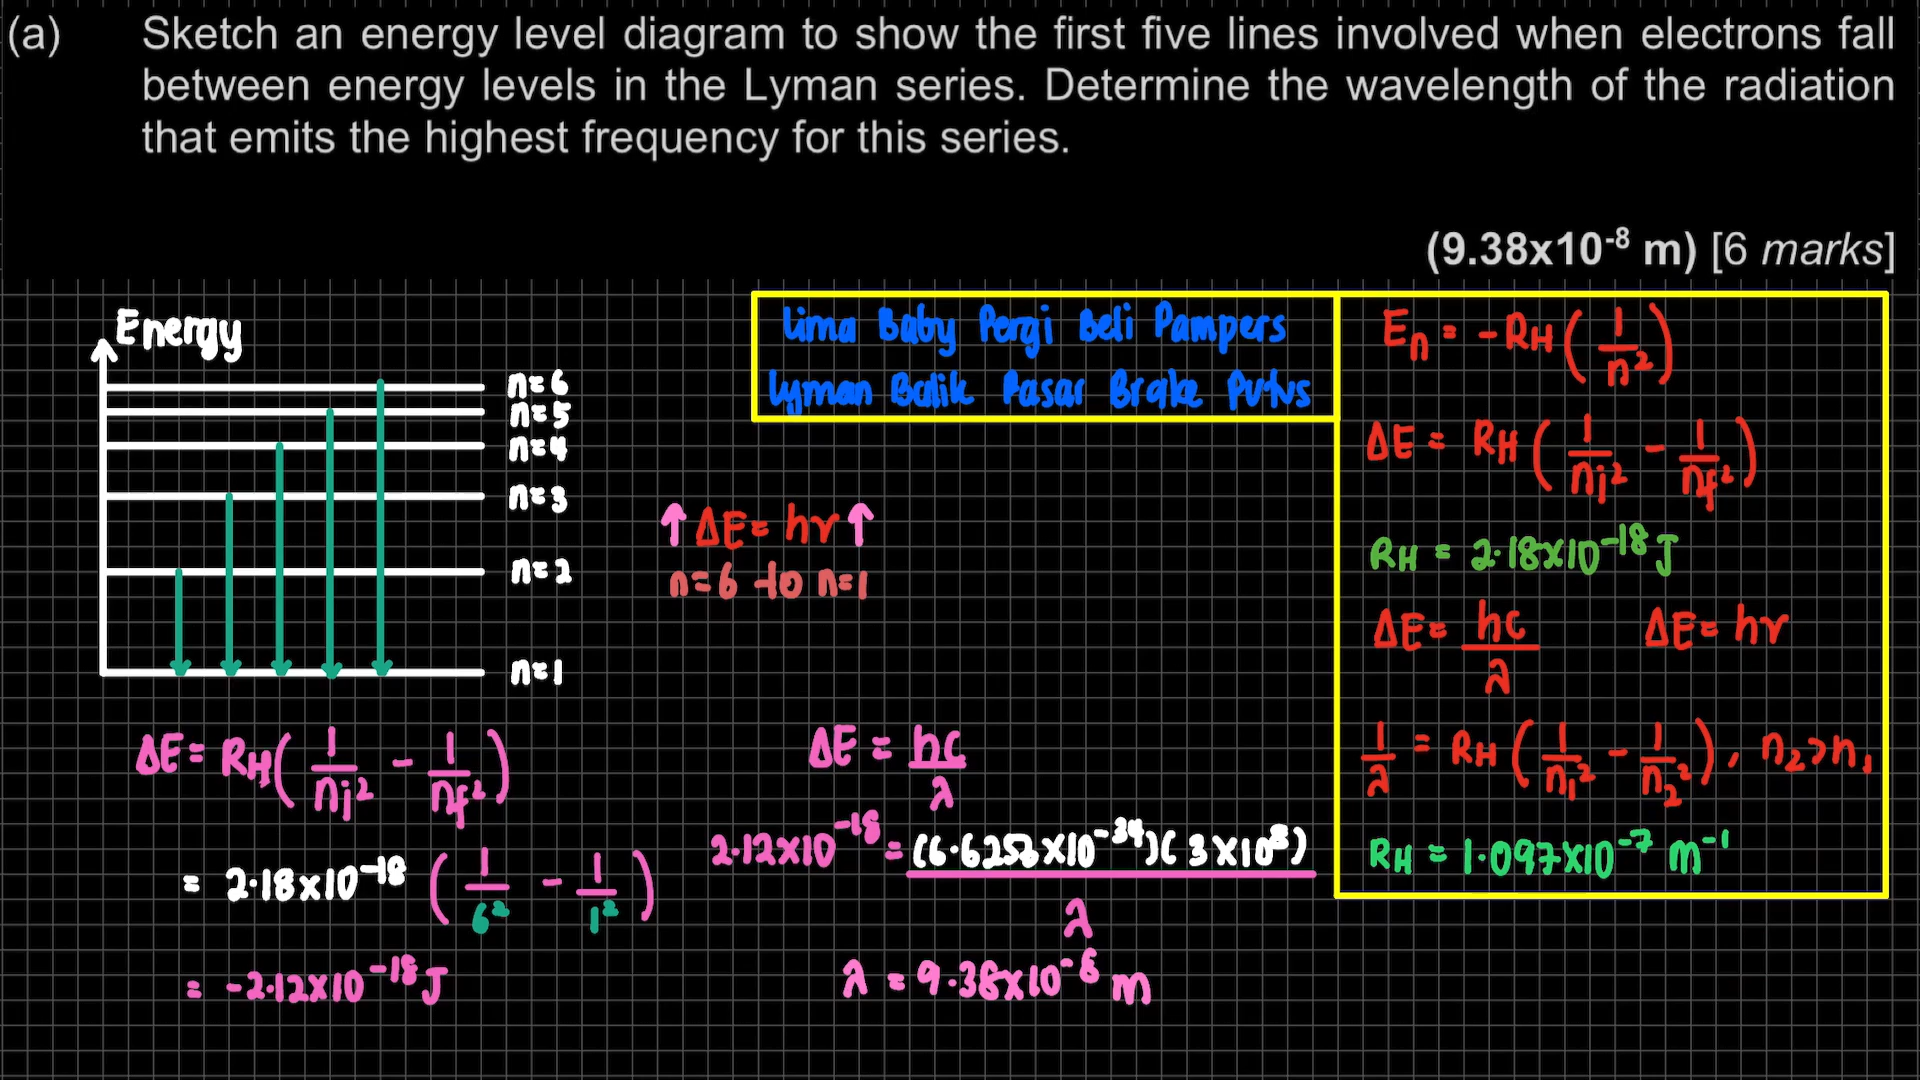 (a) Sketch an energy level diagram to show the first five lines involved when electrons fall
between energy levels in the Lyman series. Determine the wavelength of the radiation
that emits the highest frequency for this series.
(9.38x10⁻⁸ m) [6 marks]
Energy
n=6
n=5
n=4
n=3
n=2
n=1
Lima Baby Pergi Beli Pampers
Lyman Balik Pasar Brake Putus
↑ ΔE = hν ↑
n=6 to n=1
ΔE = RH ( 1/ni² - 1/nf² )
= 2.18x10⁻¹⁸ ( 1/6² - 1/1² )
= -2.12x10⁻¹⁸ J
ΔE = hc/λ
2.12x10⁻¹⁸ = (6.6256x10⁻³⁴)(3x10⁸)/λ
λ = 9.38x10⁻⁸ m
En = -RH ( 1/n² )
ΔE = RH ( 1/ni² - 1/nf² )
RH = 2.18x10⁻¹⁸ J
ΔE = hc/λ ΔE = hν
1/λ = RH ( 1/n₁² - 1/n₂² ), n₂>n₁
RH = 1.097x10⁻⁷ m⁻¹